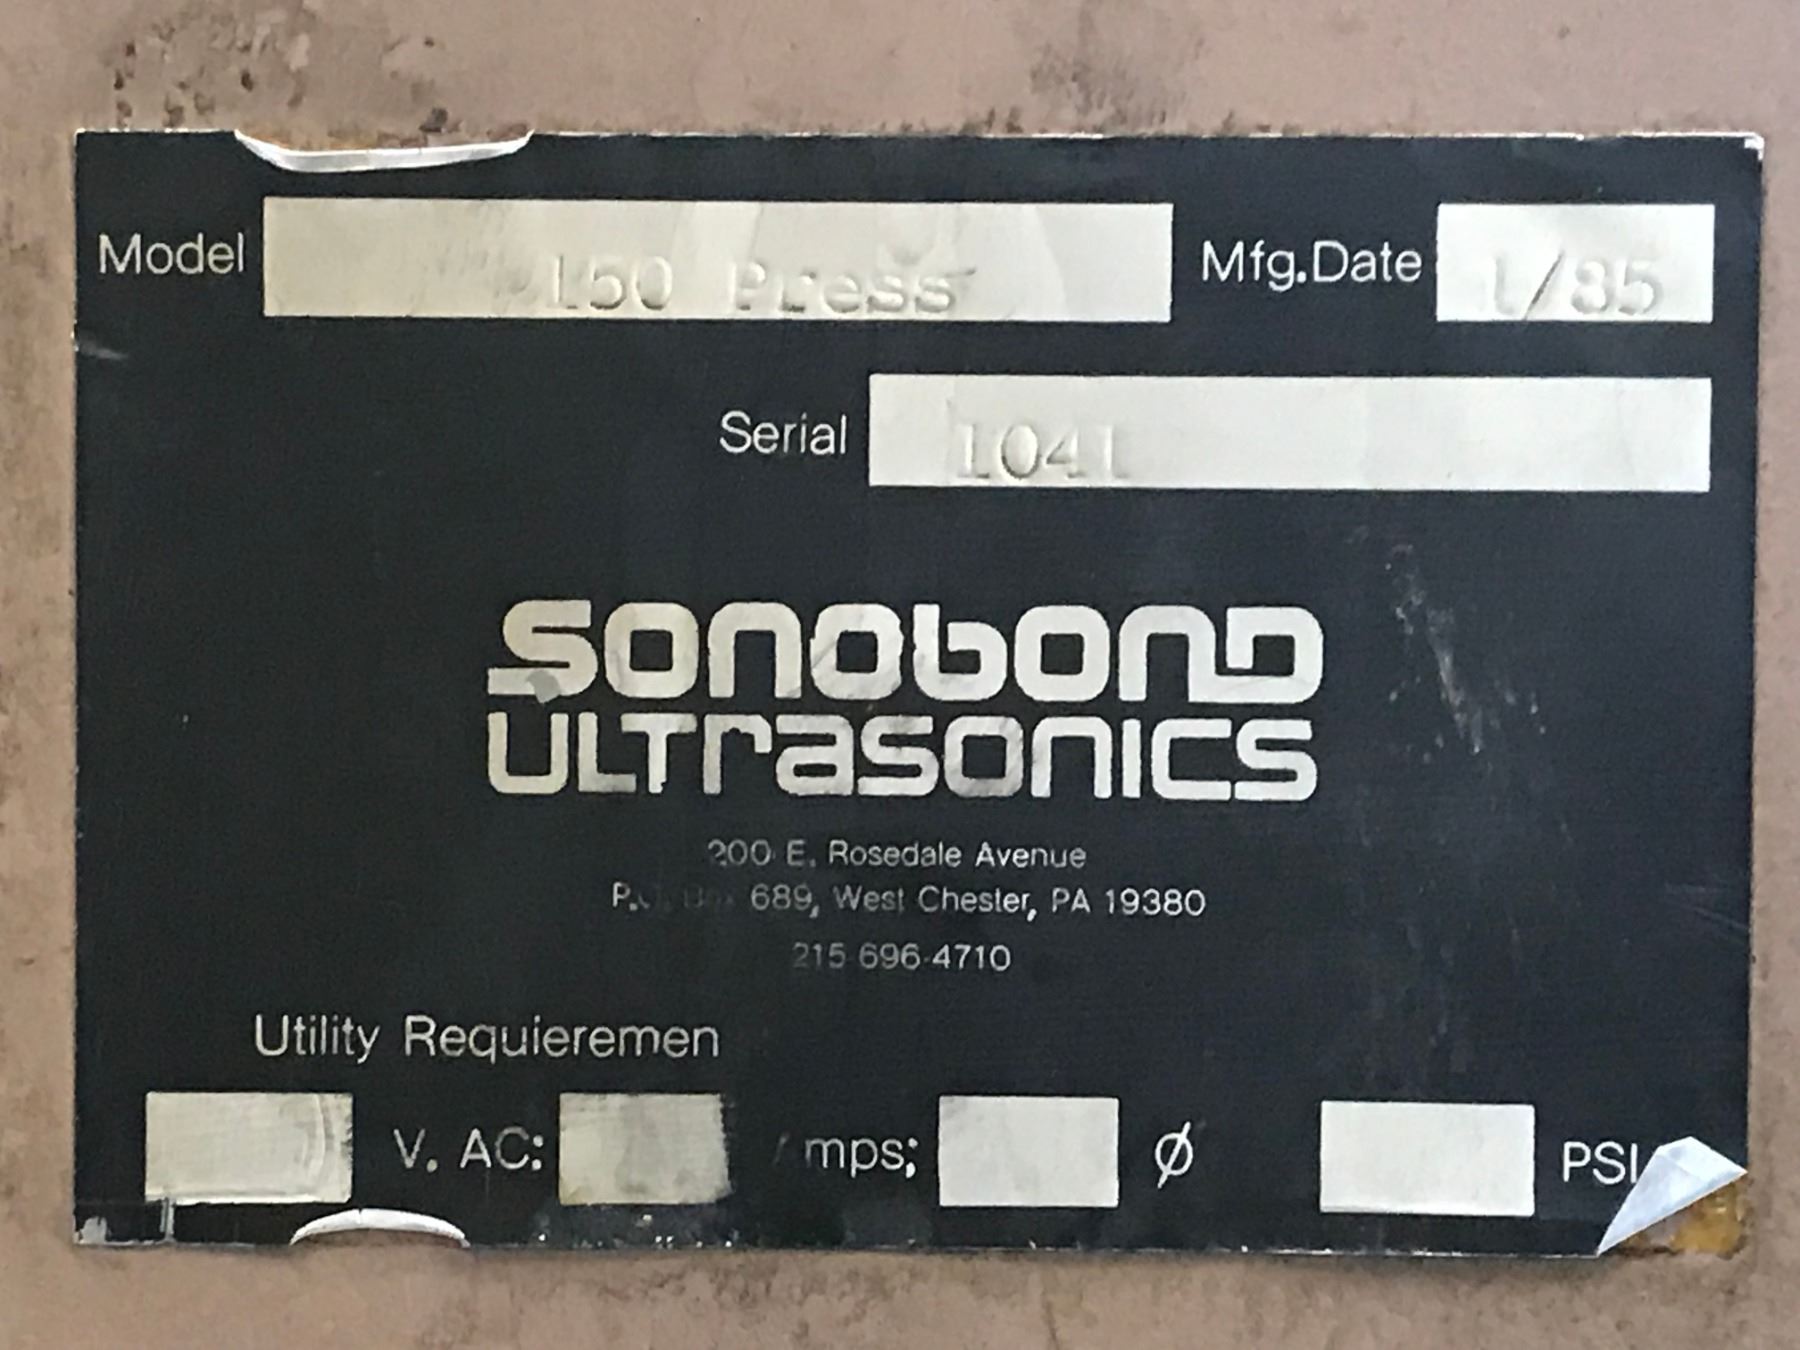 Model 150 Press Mfg.Date 1/85
Serial 1041
SONOBOND
ULTRASONICS
200 E. Rosedale Avenue
P.O. Box 689, West Chester, PA 19380
215 696-4710
Utility Requieremen
V. AC: mps; Ø PSI